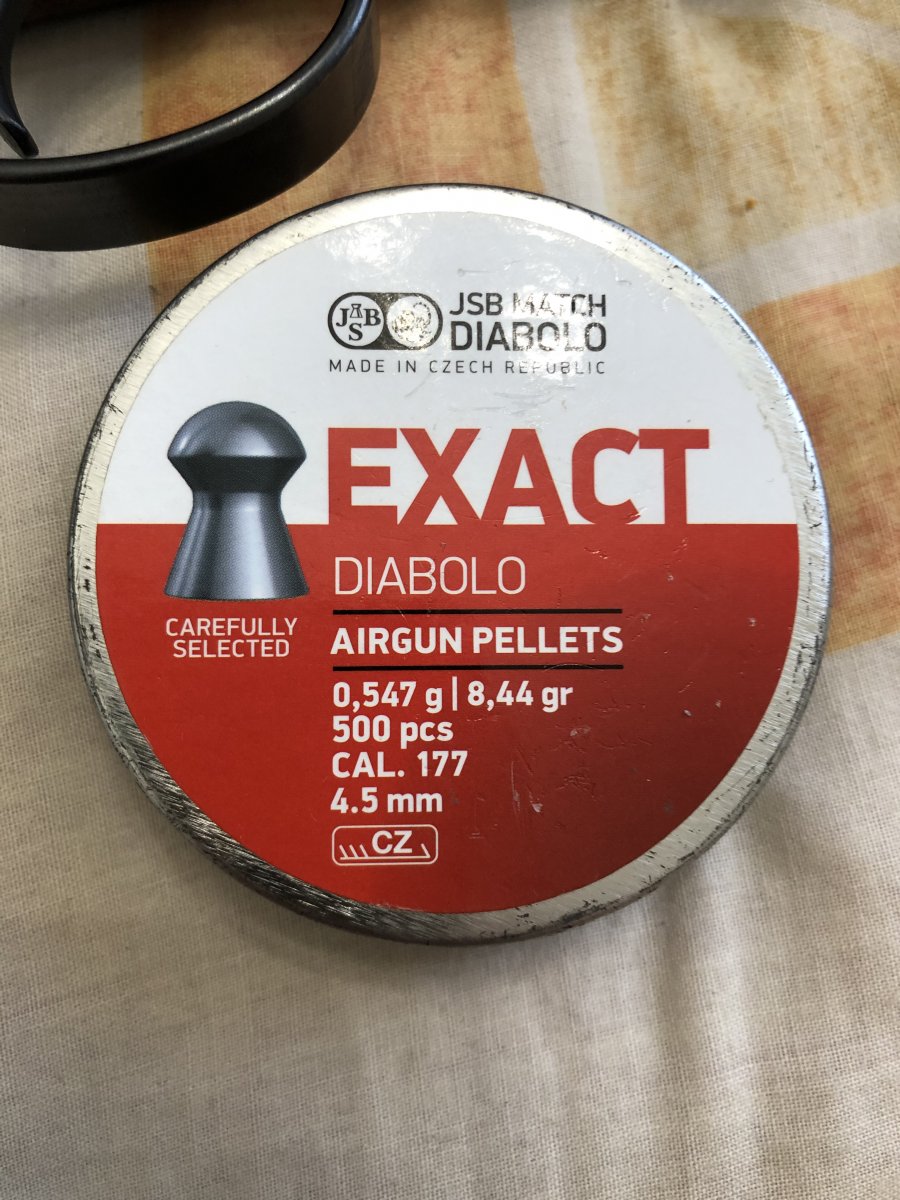 JSB
JSB MATCH
DIABOLO
MADE IN CZECH REPUBLIC
EXACT
DIABOLO
CAREFULLY
SELECTED
AIRGUN PELLETS
0,547 g | 8,44 gr
500 pcs
CAL. 177
4.5 mm
CZ